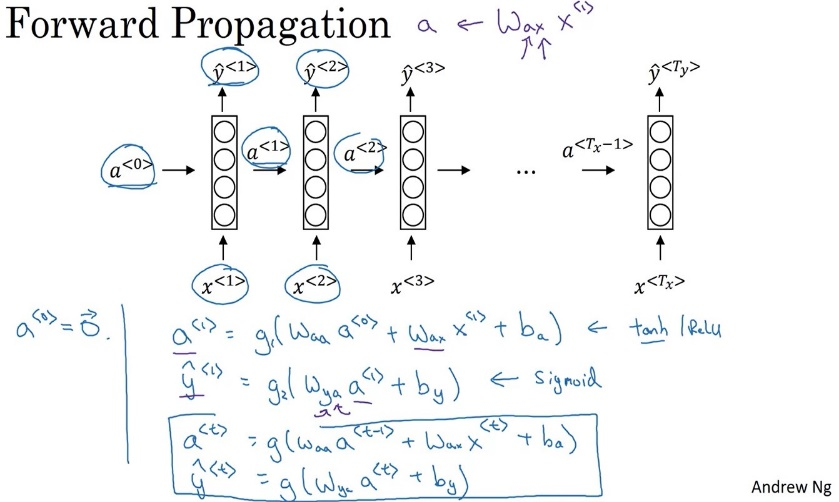 Forward Propagation a ← Wax x<1>
ŷ<1> ŷ<2> ŷ<3> ŷ<Ty>
a<0> a<1> a<2> ... a<Tx−1>
x<1> x<2> x<3> x<Tx>
a<0> = 0⃗.
a<1> = g₁(Waa a<0> + Wax x<1> + ba) ← tanh / ReLU
ŷ<1> = g₂(Wya a<1> + by) ← sigmoid
a<t> = g(Waa a<t-1> + Wax x<t> + ba)
ŷ<t> = g(Wya a<t> + by)
Andrew Ng